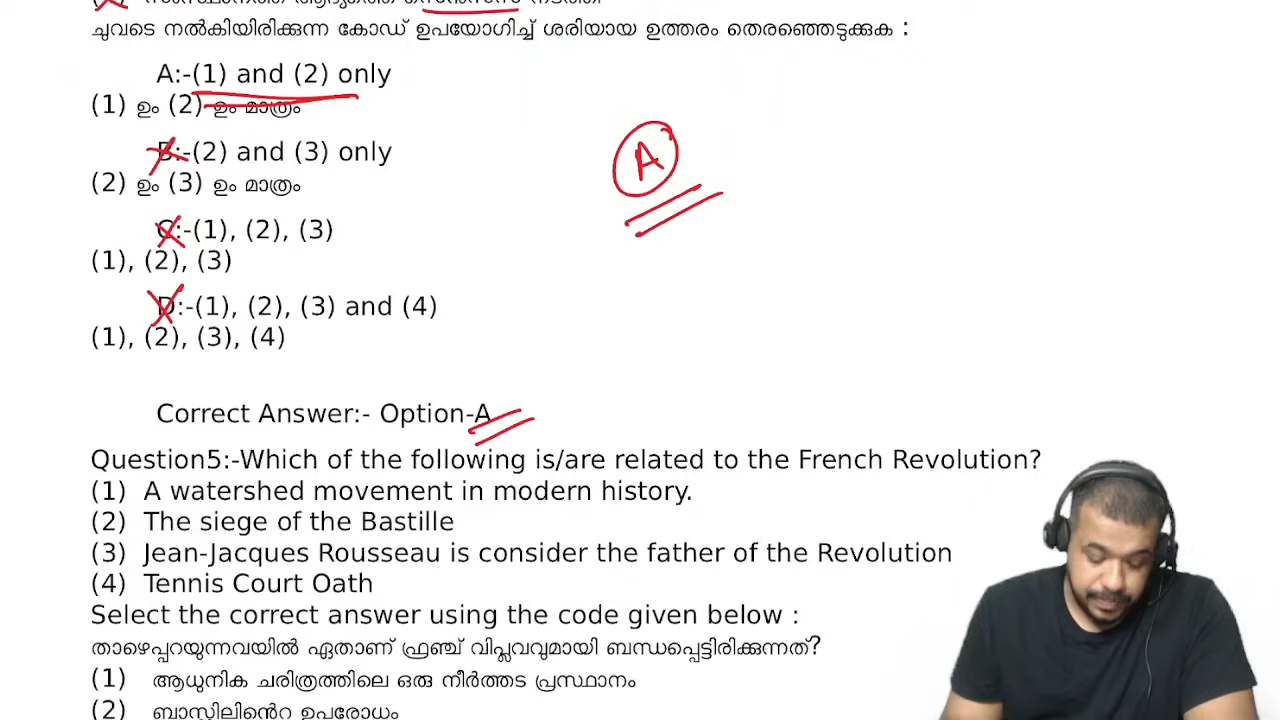 സംസ്ഥാനത്ത് ആദ്യത്തെ സെൻസസ് നടത്തി
ചുവടെ നൽകിയിരിക്കുന്ന കോഡ് ഉപയോഗിച്ച് ശരിയായ ഉത്തരം തെരഞ്ഞെടുക്കുക :
A:-(1) and (2) only
(1) ഉം (2) ഉം മാത്രം
B:-(2) and (3) only
(2) ഉം (3) ഉം മാത്രം
C:-(1), (2), (3)
(1), (2), (3)
D:-(1), (2), (3) and (4)
(1), (2), (3), (4)
A
Correct Answer:- Option-A
Question5:-Which of the following is/are related to the French Revolution?
(1) A watershed movement in modern history.
(2) The siege of the Bastille
(3) Jean-Jacques Rousseau is consider the father of the Revolution
(4) Tennis Court Oath
Select the correct answer using the code given below :
താഴെപ്പറയുന്നവയിൽ ഏതാണ് ഫ്രഞ്ച് വിപ്ലവവുമായി ബന്ധപ്പെട്ടിരിക്കുന്നത്?
(1) ആധുനിക ചരിത്രത്തിലെ ഒരു നീർത്തട പ്രസ്ഥാനം
(2) ബാസ്റ്റിലിന്റെ ഉപരോധം